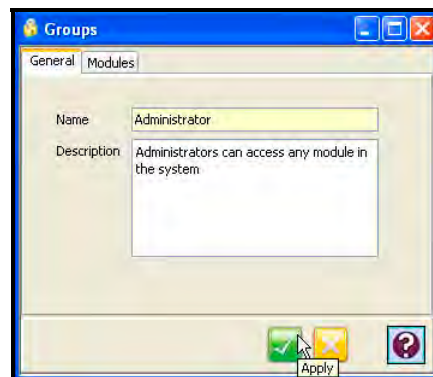 Groups
General Modules
Name Administrator
Description Administrators can access any module in
the system
Apply